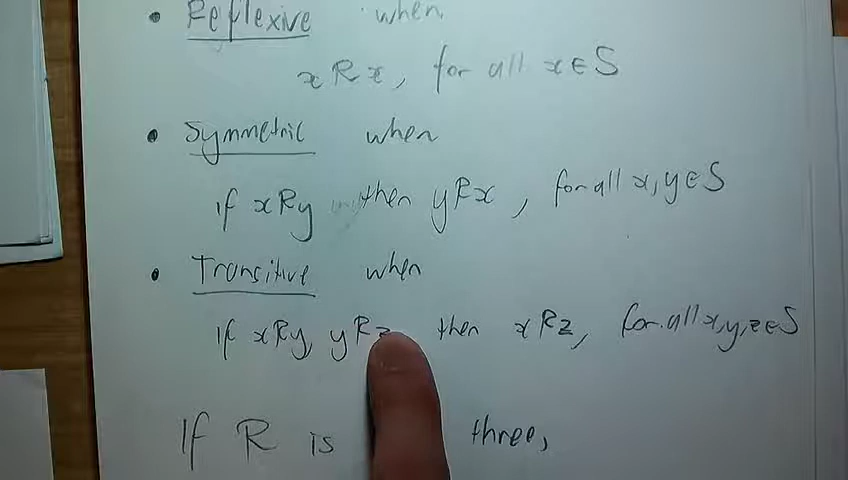 • Reflexive when
xRx, for all x∈S
• Symmetric when
if xRy then yRx, for all x,y∈S
• Transitive when
If xRy, yRz then xRz, for all x,y,z∈S
If R is three,